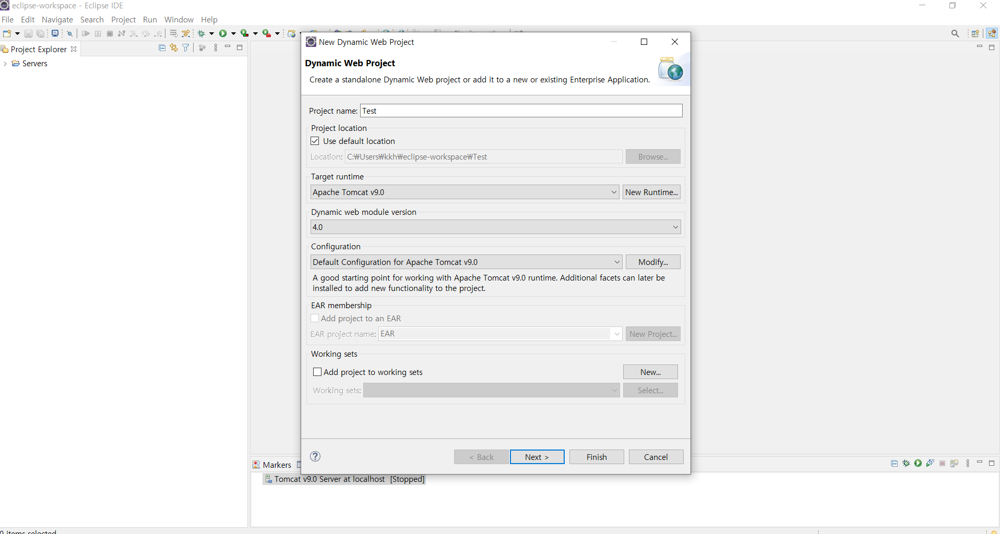 eclipse-workspace - Eclipse IDE
File Edit Navigate Search Project Run Window Help
Project Explorer
Servers
New Dynamic Web Project
Dynamic Web Project
Create a standalone Dynamic Web project or add it to a new or existing Enterprise Application.
Project name: Test
Project location
Use default location
Location: C:₩Users₩kkh₩eclipse-workspace₩Test Browse...
Target runtime
Apache Tomcat v9.0 New Runtime...
Dynamic web module version
4.0
Configuration
Default Configuration for Apache Tomcat v9.0 Modify...
A good starting point for working with Apache Tomcat v9.0 runtime. Additional facets can later be
installed to add new functionality to the project.
EAR membership
Add project to an EAR
EAR project name: EAR New Project...
Working sets
Add project to working sets New...
Working sets: Select...
< Back Next > Finish Cancel
Markers
Tomcat v9.0 Server at localhost [Stopped]
0 items selected